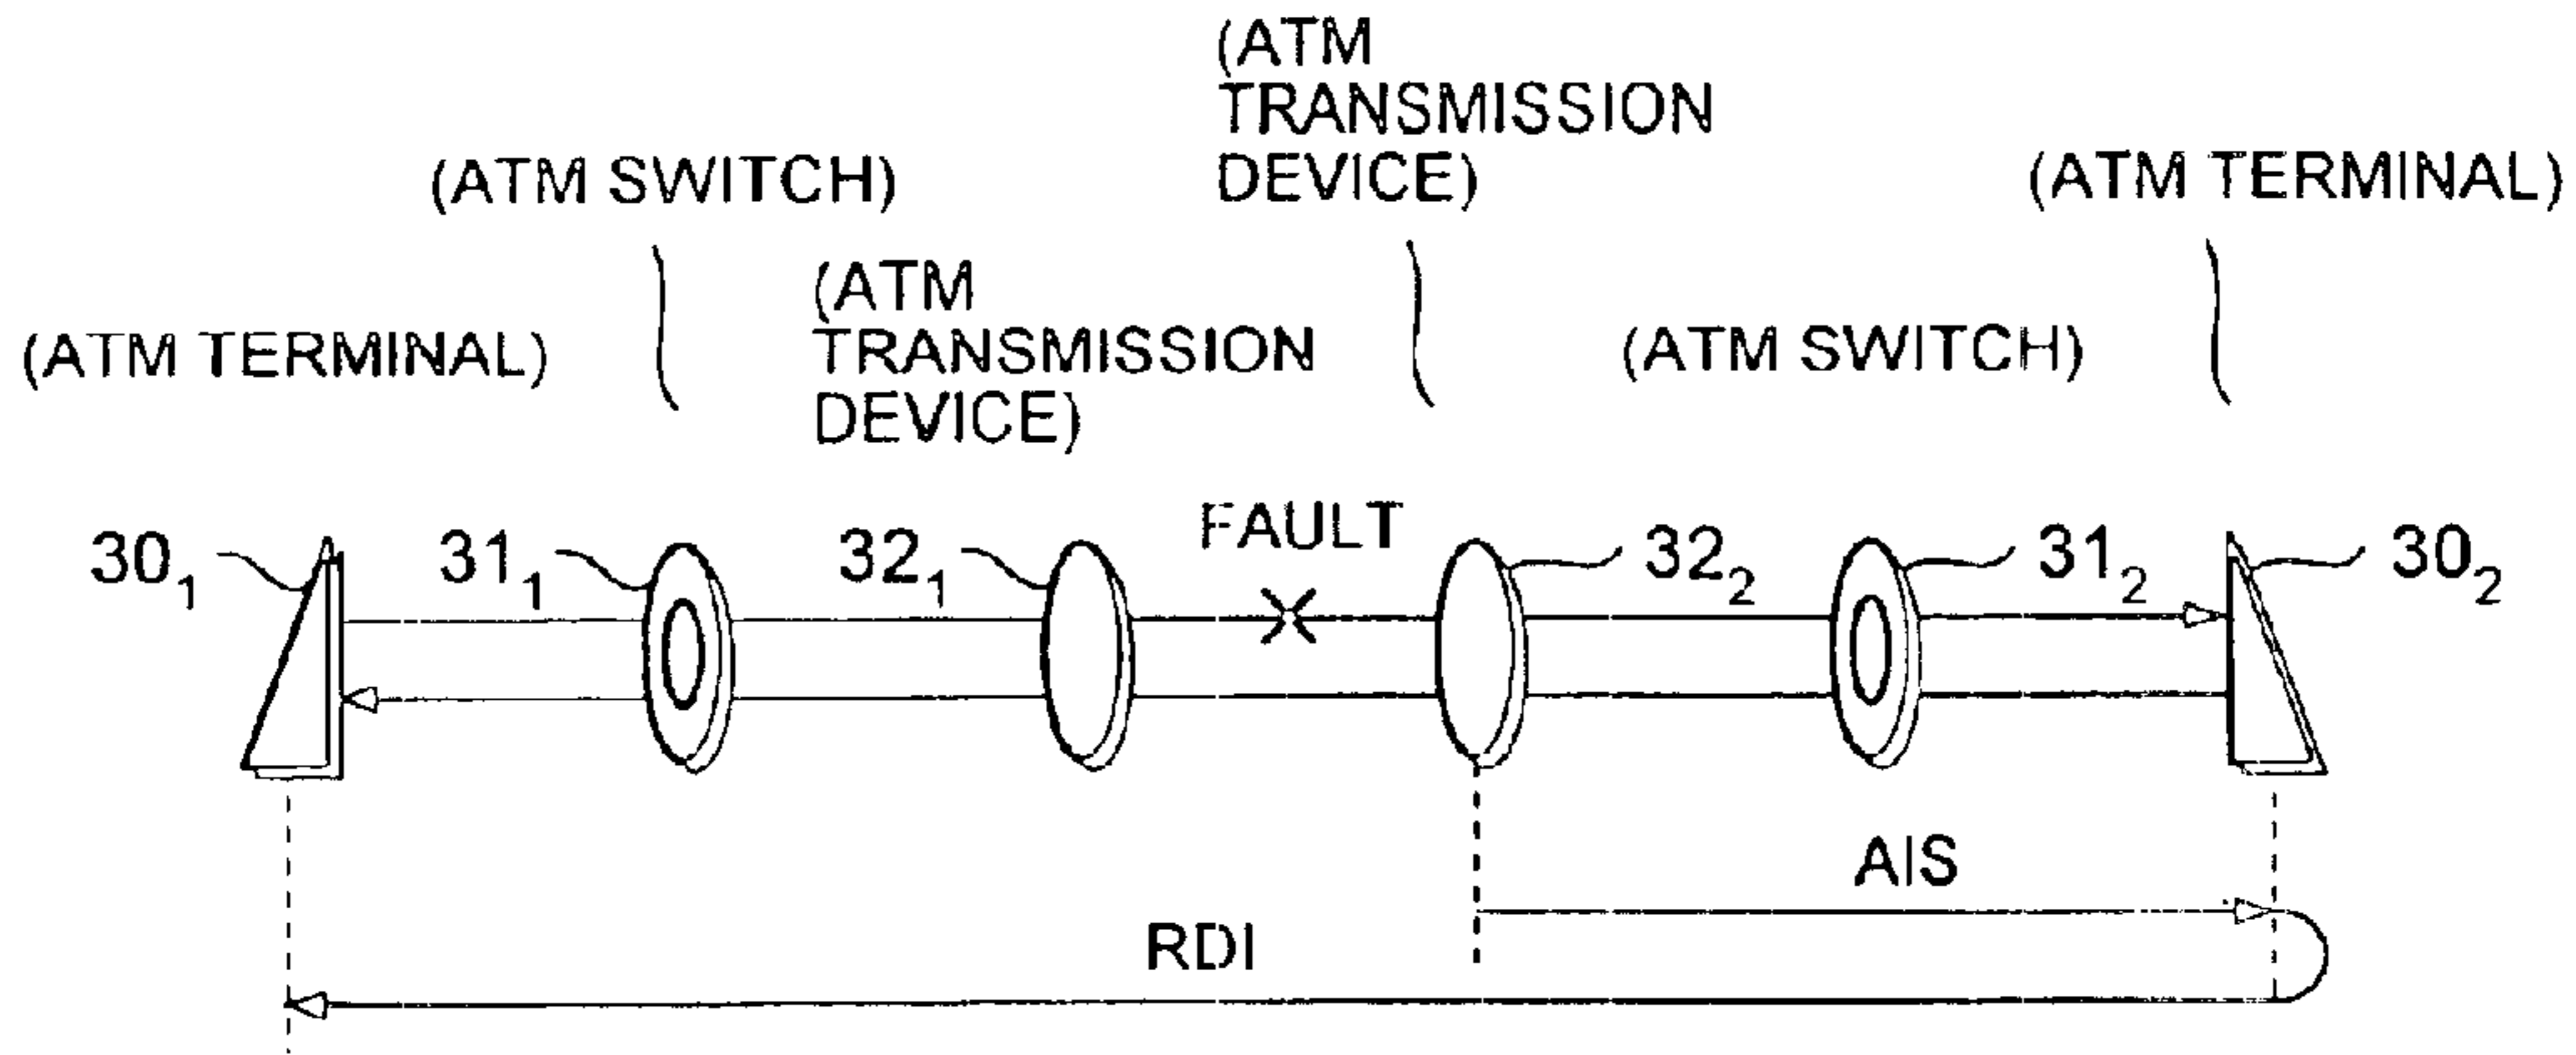 (ATM
TRANSMISSION
DEVICE)
(ATM SWITCH)
(ATM TERMINAL)
(ATM
TRANSMISSION
DEVICE)
(ATM TERMINAL)
(ATM SWITCH)
FAULT
30₁
31₁
32₁
32₂
31₂
30₂
AIS
RDI